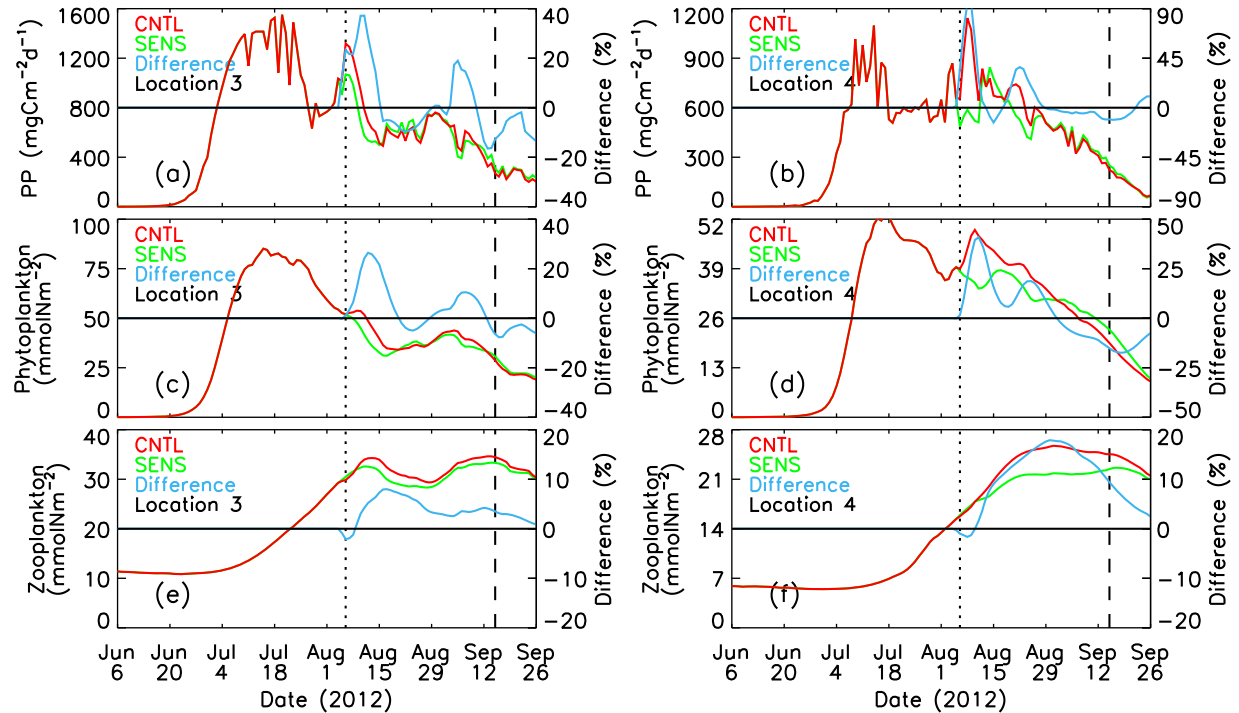 1600
1200
800
400
0
PP (mgCm⁻²d⁻¹)
CNTL
SENS
Difference
Location 3
(a)
40
20
0
−20
−40
Difference (%)
1200
900
600
300
0
PP (mgCm⁻²d⁻¹)
CNTL
SENS
Difference
Location 4
(b)
90
45
0
−45
−90
Difference (%)
100
75
50
25
0
Phytoplankton
(mmolNm⁻²)
CNTL
SENS
Difference
Location 3
(c)
40
20
0
−20
−40
Difference (%)
52
39
26
13
0
Phytoplankton
(mmolNm⁻²)
CNTL
SENS
Difference
Location 4
(d)
50
25
0
−25
−50
Difference (%)
40
30
20
10
0
Zooplankton
(mmolNm⁻²)
CNTL
SENS
Difference
Location 3
(e)
20
10
0
−10
−20
Difference (%)
Jun Jun Jul Jul Aug Aug Aug Sep Sep
6 20 4 18 1 15 29 12 26
Date (2012)
28
21
14
7
0
Zooplankton
(mmolNm⁻²)
CNTL
SENS
Difference
Location 4
(f)
20
10
0
−10
−20
Difference (%)
Jun Jun Jul Jul Aug Aug Aug Sep Sep
6 20 4 18 1 15 29 12 26
Date (2012)